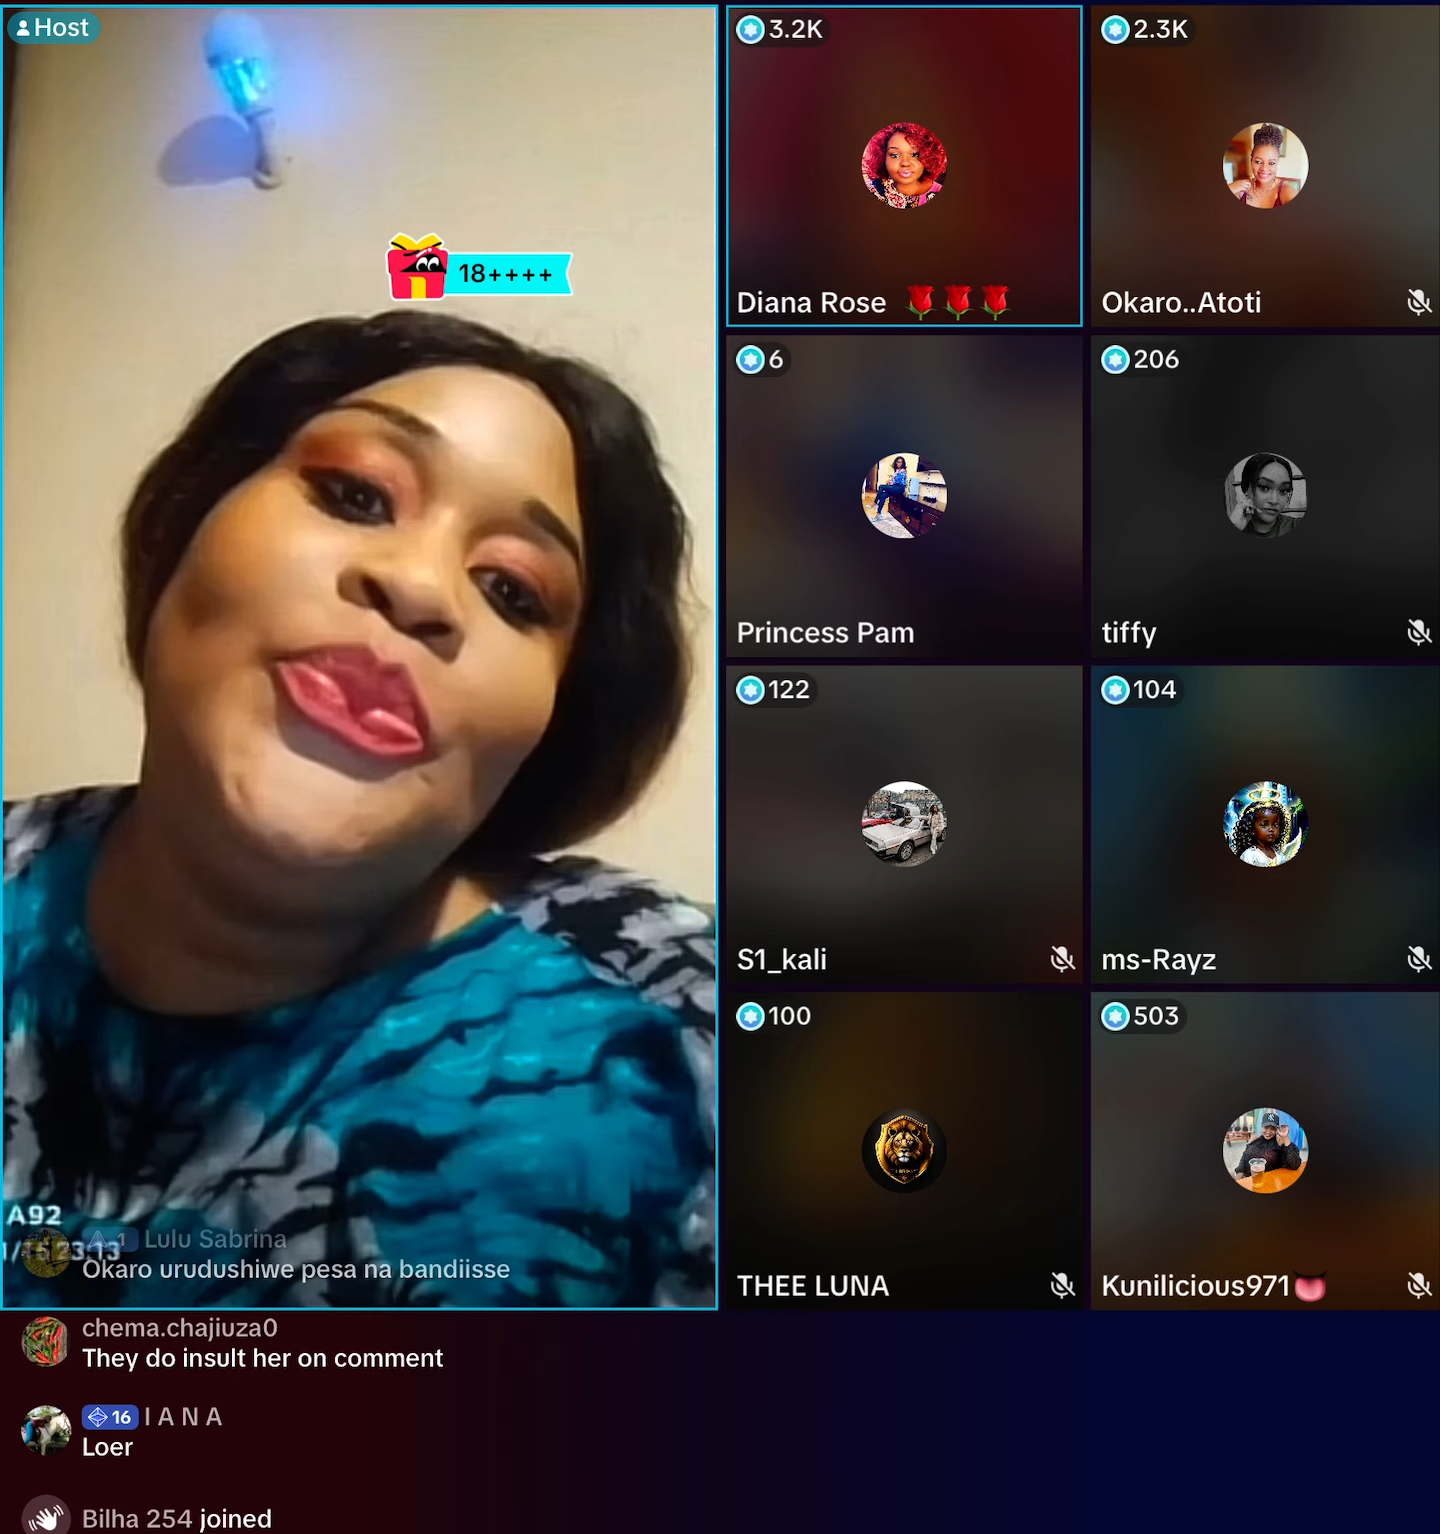 Host
18++++
A92
1 Lulu Sabrina
Okaro urudushiwe pesa na bandiisse
3.2K
Diana Rose 🌹🌹🌹
2.3K
Okaro..Atoti
6
Princess Pam
206
tiffy
122
S1_kali
104
ms-Rayz
100
THEE LUNA
503
Kunilicious971👅
chema.chajiuza0
They do insult her on comment
16 I A N A
Loer
Bilha 254 joined